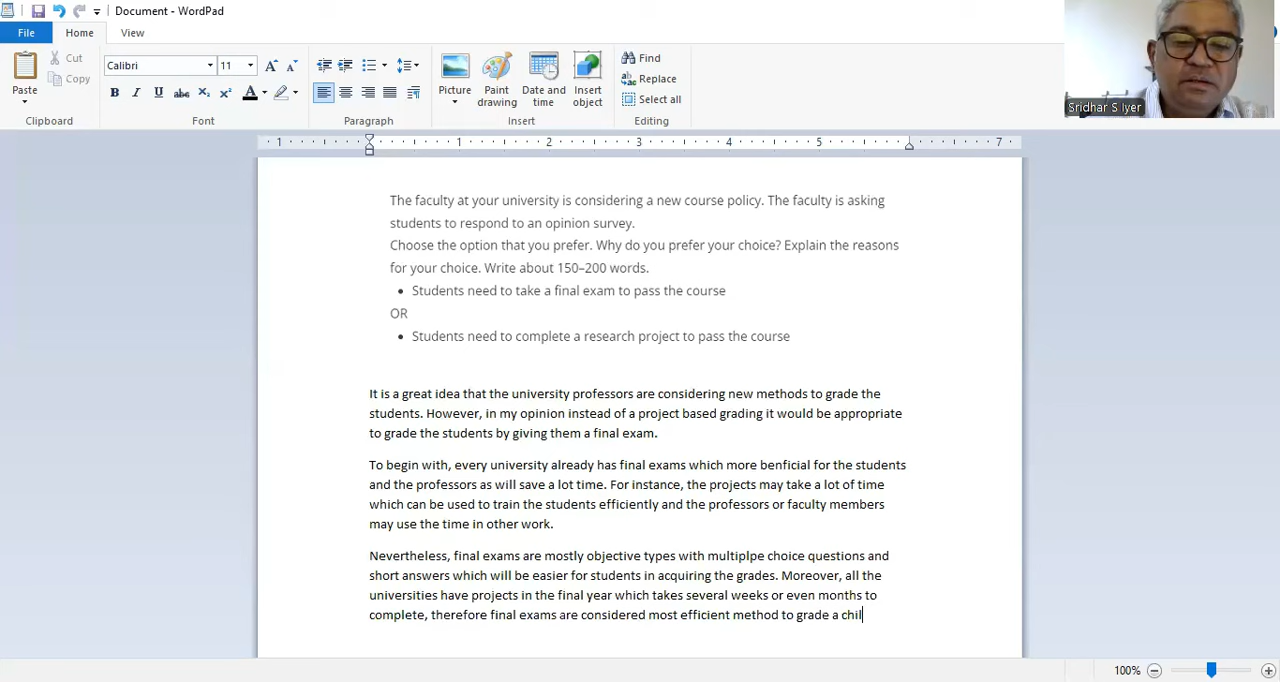 Document - WordPad
File Home View
Cut
Copy
Paste
Clipboard
Calibri 11
B I U abc X₂ X² A
Font
Paragraph
Picture
Paint drawing
Date and time
Insert object
Insert
Find
Replace
Select all
Editing
Sridhar S Iyer
1 1 2 3 4 5 7
The faculty at your university is considering a new course policy. The faculty is asking
students to respond to an opinion survey.
Choose the option that you prefer. Why do you prefer your choice? Explain the reasons
for your choice. Write about 150–200 words.
• Students need to take a final exam to pass the course
OR
• Students need to complete a research project to pass the course
It is a great idea that the university professors are considering new methods to grade the
students. However, in my opinion instead of a project based grading it would be appropriate
to grade the students by giving them a final exam.
To begin with, every university already has final exams which more benficial for the students
and the professors as will save a lot time. For instance, the projects may take a lot of time
which can be used to train the students efficiently and the professors or faculty members
may use the time in other work.
Nevertheless, final exams are mostly objective types with multiplpe choice questions and
short answers which will be easier for students in acquiring the grades. Moreover, all the
universities have projects in the final year which takes several weeks or even months to
complete, therefore final exams are considered most efficient method to grade a chil
100%